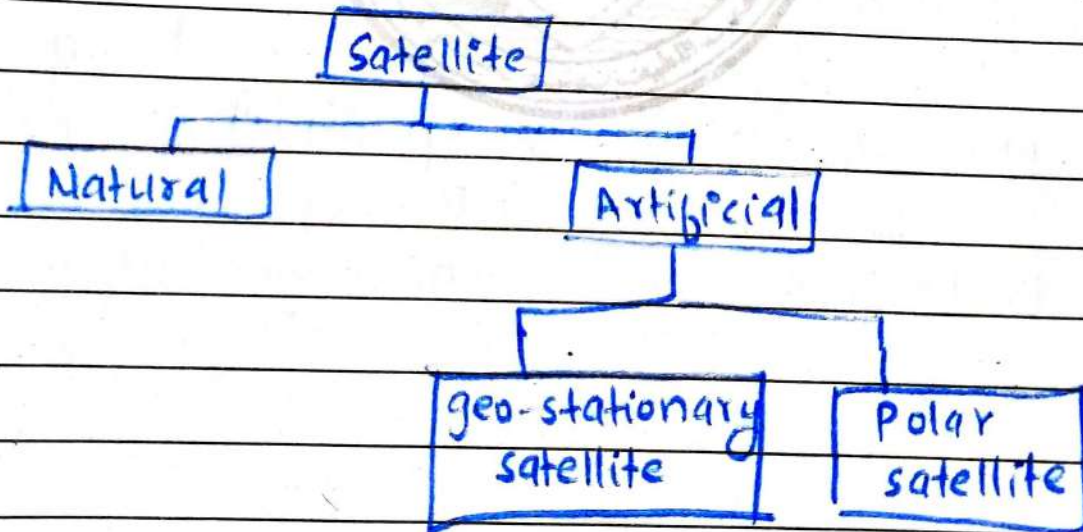 Satellite
Natural
Artificial
geo-stationary
satellite
Polar
satellite